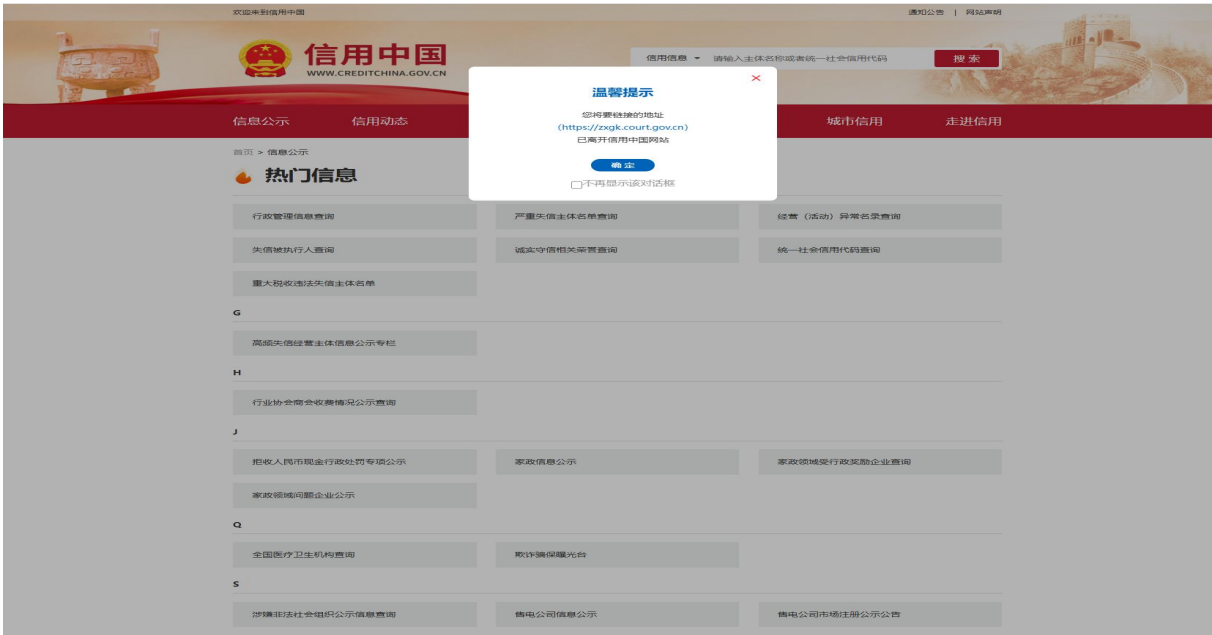 欢迎来到信用中国
通知公告 | 网站声明
信用中国
WWW.CREDITCHINA.GOV.CN
信用信息 请输入主体名称或者统一社会信用代码 搜索
信息公示 信用动态 城市信用 走进信用
温馨提示
您将要链接的地址
(https://zxgk.court.gov.cn)
已离开信用中国网站
确定
不再显示该对话框
首页 > 信息公示
热门信息
行政管理信息查询 严重失信主体名单查询 经营（活动）异常名录查询
失信被执行人查询 诚实守信相关荣誉查询 统一社会信用代码查询
重大税收违法失信主体名单
G
高频失信经营主体信息公示专栏
H
行业协会商会收费情况公示查询
J
拒收人民币现金行政处罚专项公示 家政信息公示 家政领域受行政奖励企业查询
家政领域问题企业公示
Q
全国医疗卫生机构查询 欺诈骗保曝光台
S
涉嫌非法社会组织公示信息查询 售电公司信息公示 售电公司市场注册公示公告